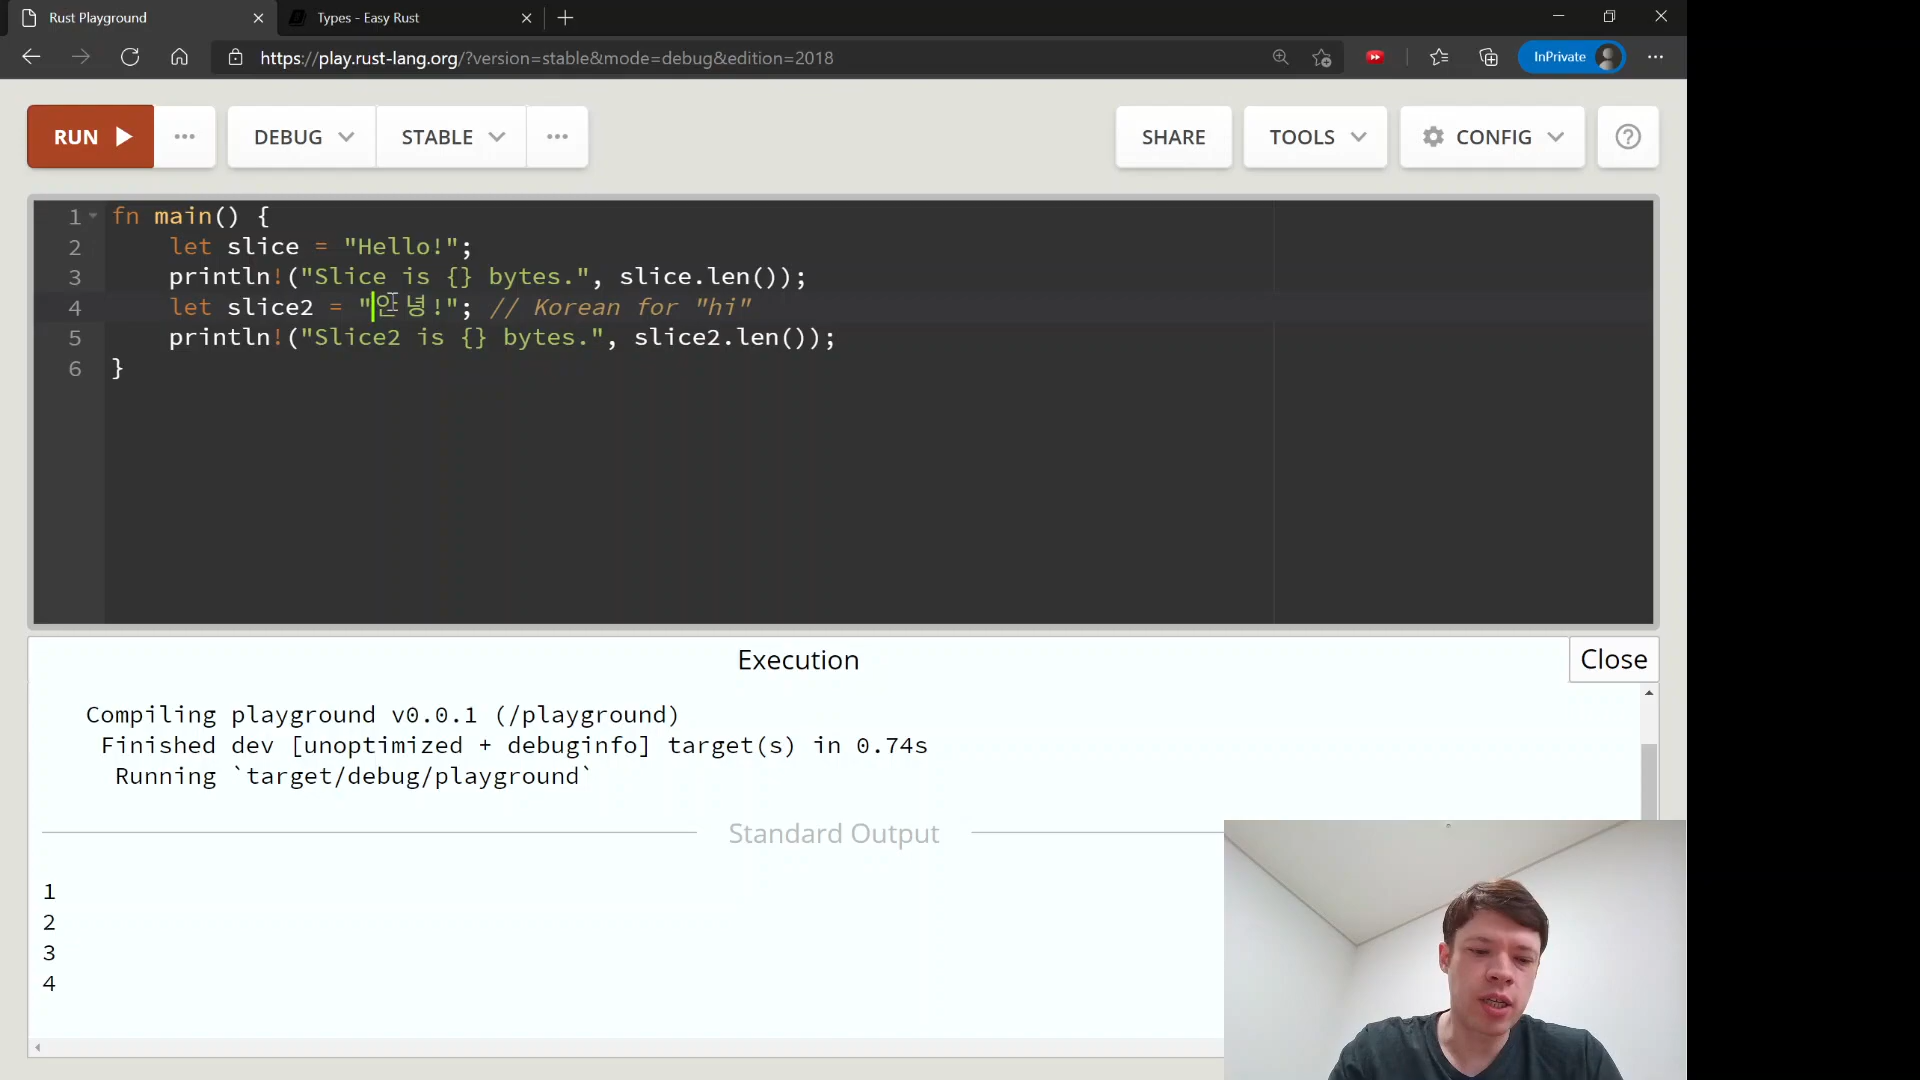 Rust Playground
Types - Easy Rust
https://play.rust-lang.org/?version=stable&mode=debug&edition=2018
InPrivate
RUN
DEBUG
STABLE
SHARE
TOOLS
CONFIG
1 fn main() {
2 let slice = "Hello!";
3 println!("Slice is {} bytes.", slice.len());
4 let slice2 = "안녕!"; // Korean for "hi"
5 println!("Slice2 is {} bytes.", slice2.len());
6 }
Execution
Close
Compiling playground v0.0.1 (/playground)
Finished dev [unoptimized + debuginfo] target(s) in 0.74s
Running `target/debug/playground`
Standard Output
1
2
3
4